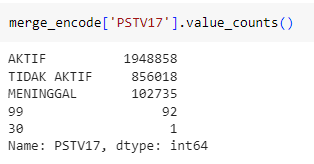 merge_encode['PSTV17'].value_counts()
AKTIF 1948858
TIDAK AKTIF 856018
MENINGGAL 102735
99 92
30 1
Name: PSTV17, dtype: int64